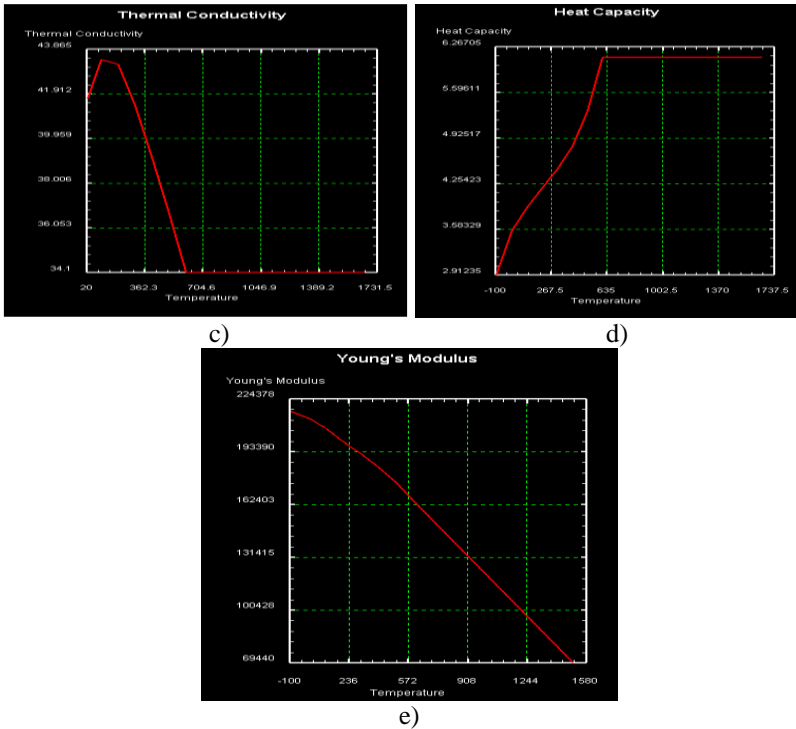 Thermal Conductivity
Thermal Conductivity
43.865
41.912
39.959
38.006
36.053
34.1
20 362.3 704.6 1046.9 1389.2 1731.5
Temperature
c)
Heat Capacity
Heat Capacity
6.26705
5.59611
4.92517
4.25423
3.58329
2.91235
-100 267.5 635 1002.5 1370 1737.5
Temperature
d)
Young's Modulus
Young's Modulus
224378
193390
162403
131415
100428
69440
-100 236 572 908 1244 1580
Temperature
e)